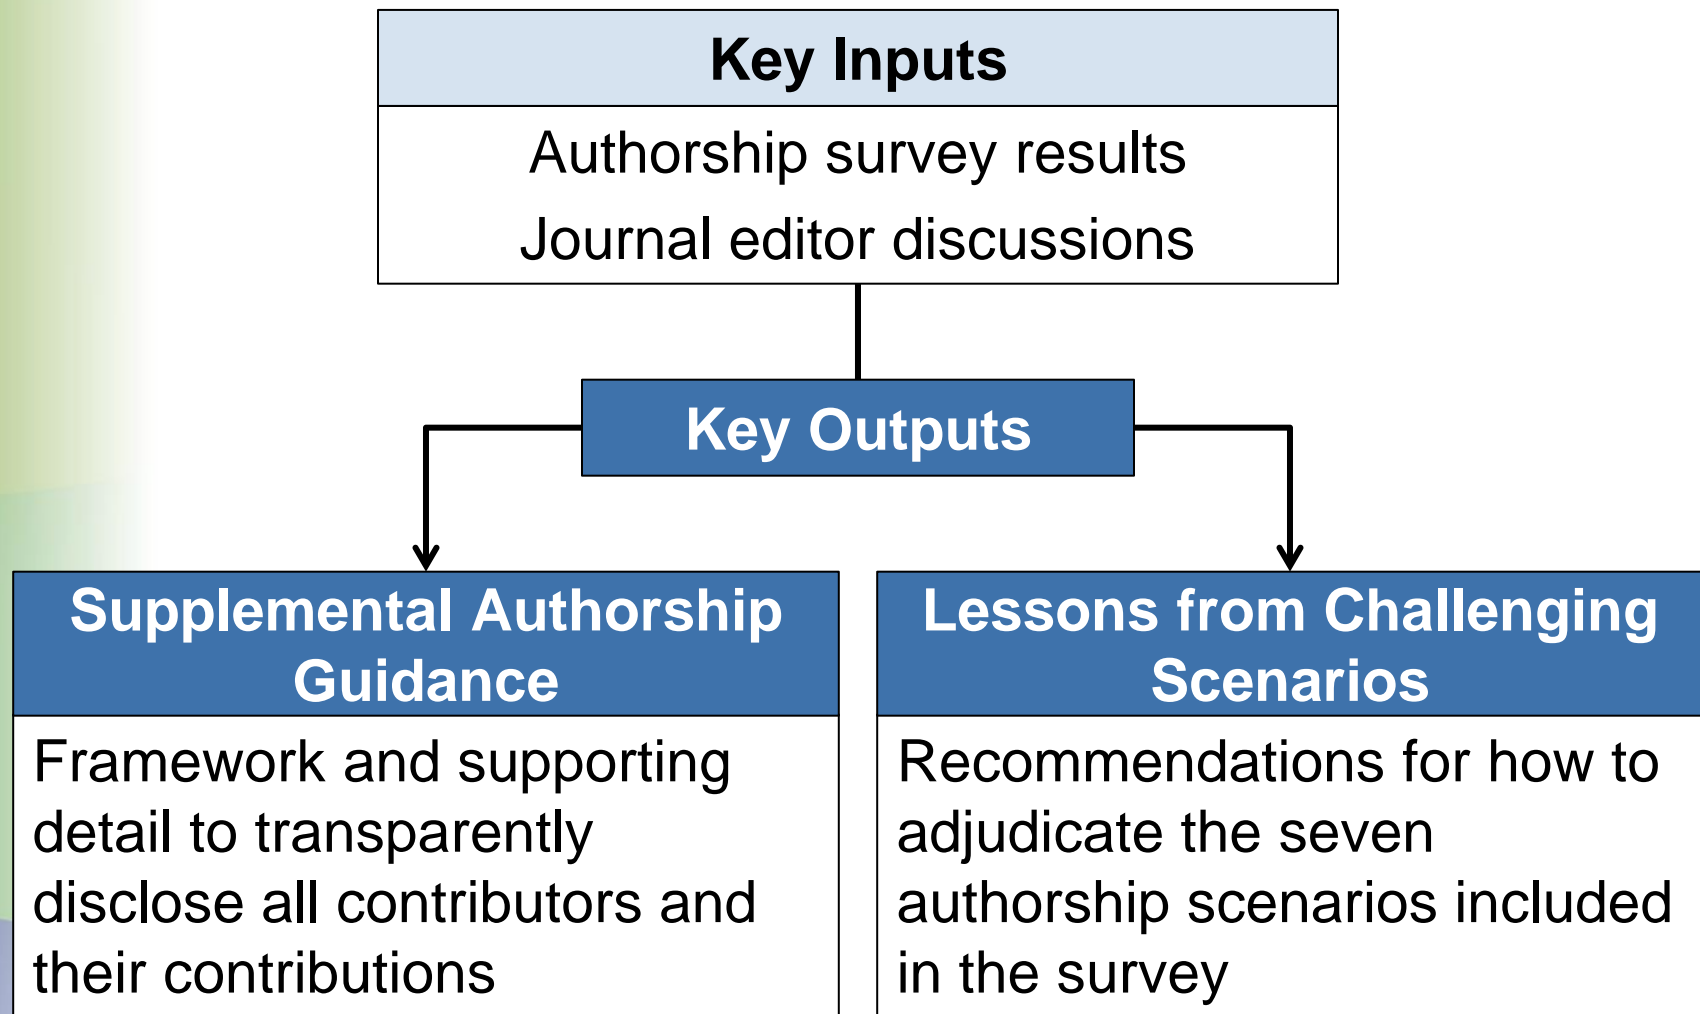 Key Inputs
Authorship survey results
Journal editor discussions
Key Outputs
Supplemental Authorship
Guidance
Framework and supporting
detail to transparently
disclose all contributors and
their contributions
Lessons from Challenging
Scenarios
Recommendations for how to
adjudicate the seven
authorship scenarios included
in the survey